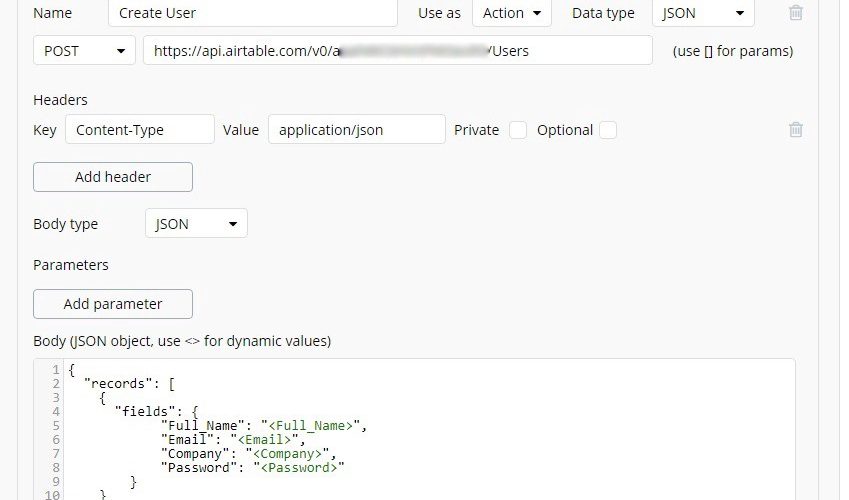 Name Create User Use as Action Data type JSON
POST https://api.airtable.com/v0/a /Users (use [] for params)
Headers
Key Content-Type Value application/json Private Optional
Add header
Body type JSON
Parameters
Add parameter
Body (JSON object, use <> for dynamic values)
1 {
2 "records": [
3 {
4 "fields": {
5 "Full_Name": "<Full_Name>",
6 "Email": "<Email>",
7 "Company": "<Company>",
8 "Password": "<Password>"
9 }
10 }